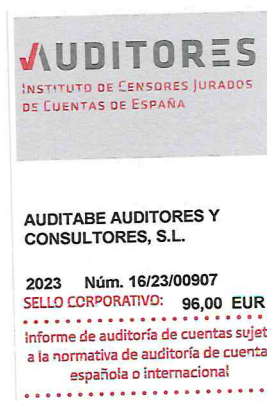 AUDITORES
INSTITUTO DE CENSORES JURADOS
DE CUENTAS DE ESPAÑA
AUDITABE AUDITORES Y
CONSULTORES, S.L.
2023 Núm. 16/23/00907
SELLO CORPORATIVO: 96,00 EUR
Informe de auditoría de cuentas sujet
a la normativa de auditoría de cuenta
española o internacional